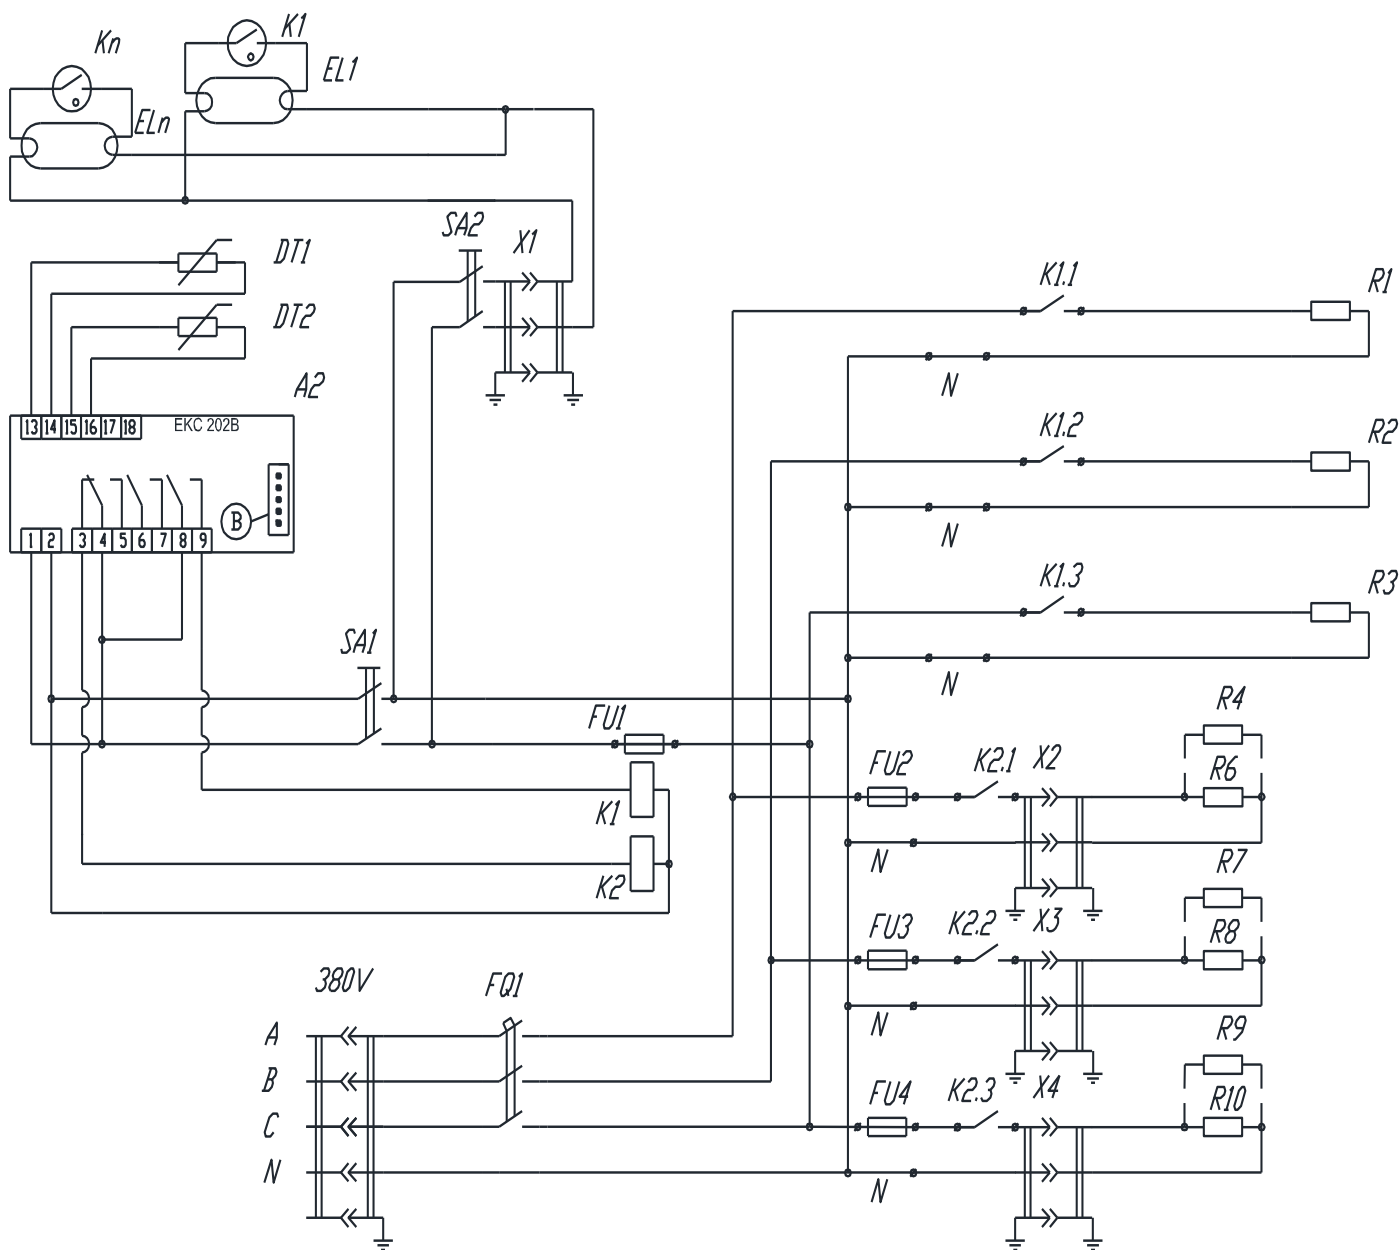 K1
Kn
EL1
ELn
SA2
X1
DT1
DT2
A2
13 14 15 16 17 18
EKC 202B
B
1 2 3 4 5 6 7 8 9
K1.1
R1
N
K1.2
R2
N
K1.3
R3
N
SA1
FU1
K1
K2
R4
FU2
K2.1
X2
R6
N
R7
FU3
K2.2
X3
R8
N
R9
FU4
K2.3
X4
R10
N
380V
FQ1
A
B
C
N